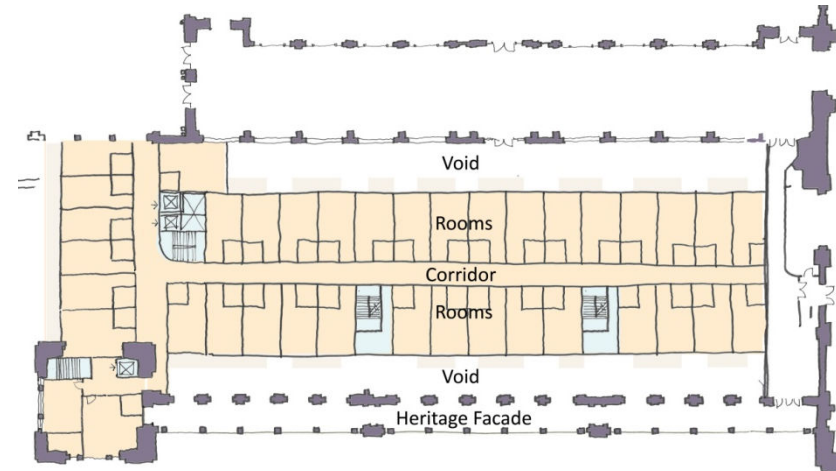 Void
Rooms
Corridor
Rooms
Void
Heritage Facade